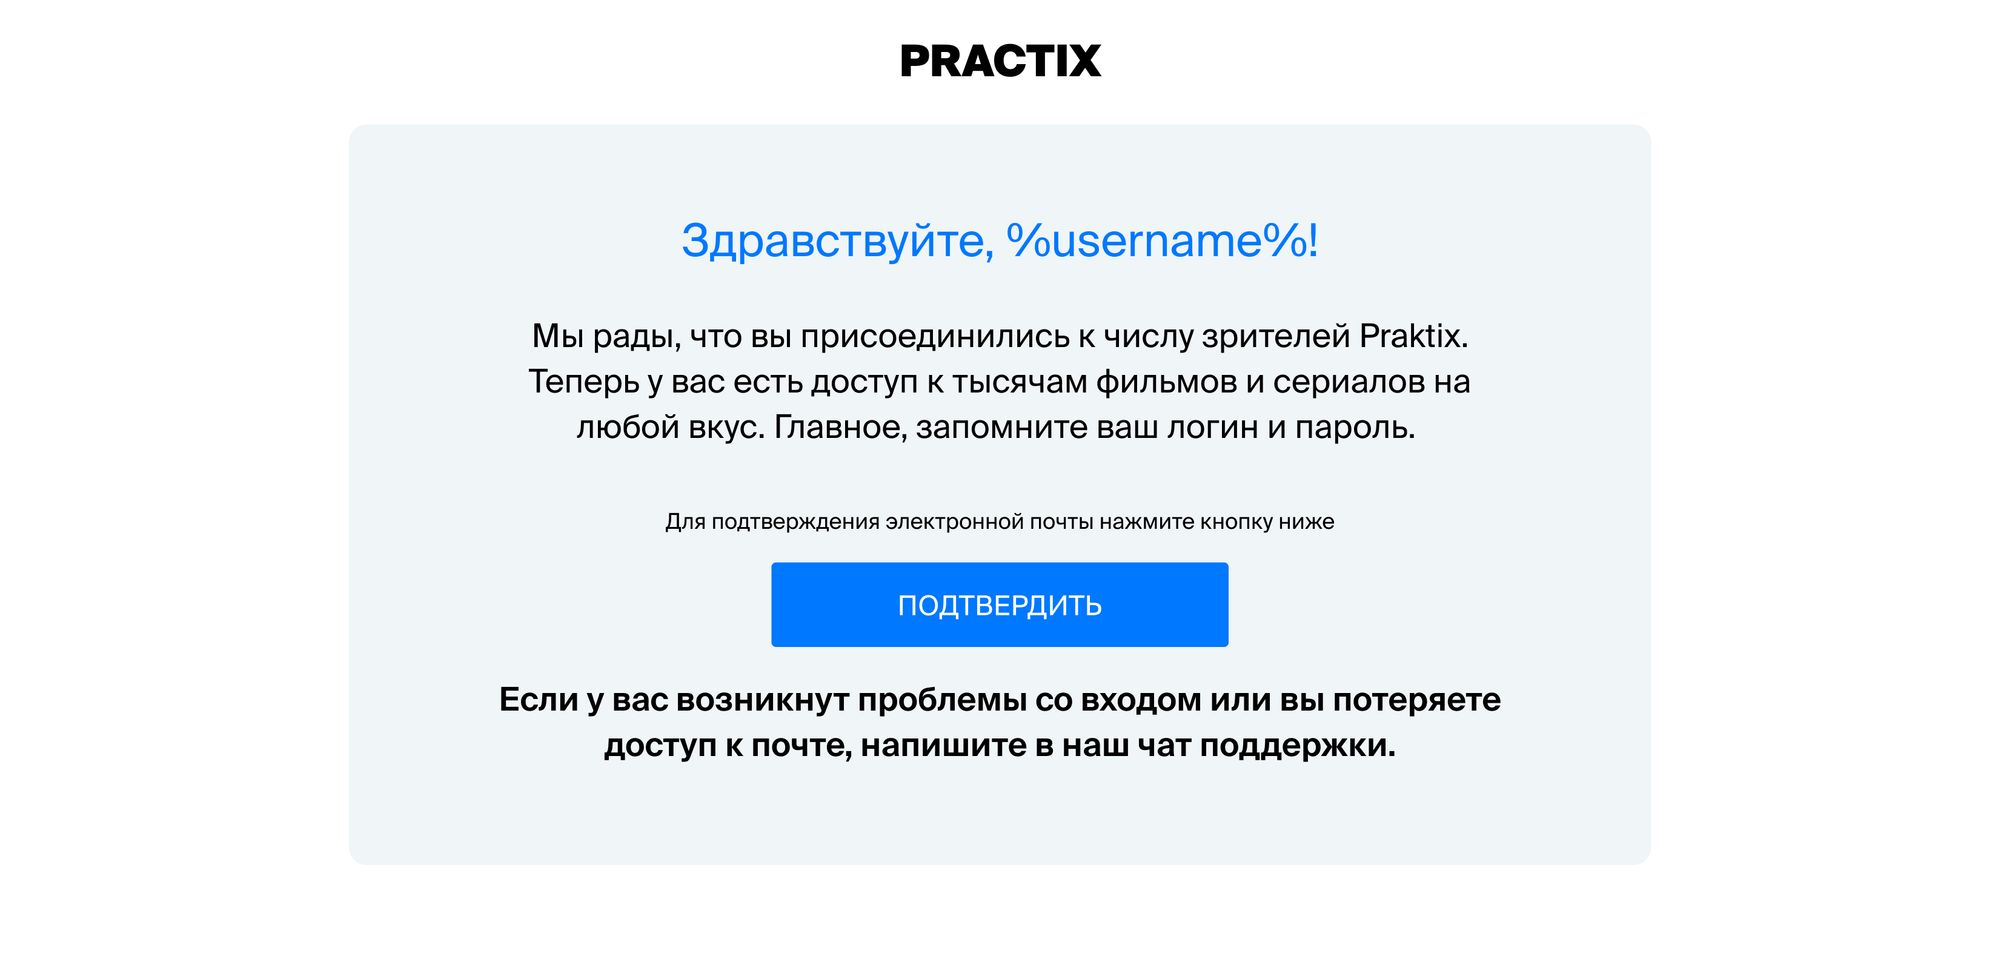 PRACTIX
Здравствуйте, %username%!
Мы рады, что вы присоединились к числу зрителей Praktix.
Теперь у вас есть доступ к тысячам фильмов и сериалов на
любой вкус. Главное, запомните ваш логин и пароль.
Для подтверждения электронной почты нажмите кнопку ниже
ПОДТВЕРДИТЬ
Если у вас возникнут проблемы со входом или вы потеряете
доступ к почте, напишите в наш чат поддержки.